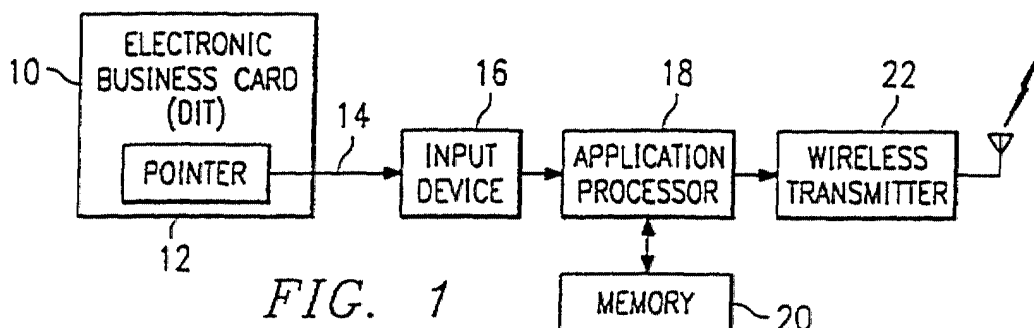 ELECTRONIC
BUSINESS CARD
(DIT)
POINTER
10
12
14
16
INPUT
DEVICE
18
APPLICATION
PROCESSOR
22
WIRELESS
TRANSMITTER
MEMORY
20
FIG. 1